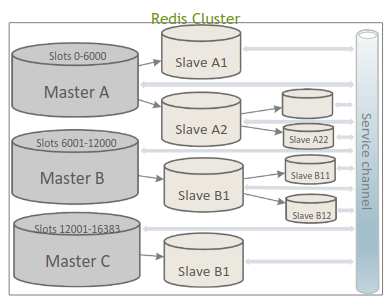 Redis Cluster
Slots 0-6000
Master A
Slave A1
Slave A2
Slave A22
Slots 6001-12000
Master B
Slave B1
Slave B11
Slave B12
Slots 12001-16383
Master C
Slave B1
Service channel